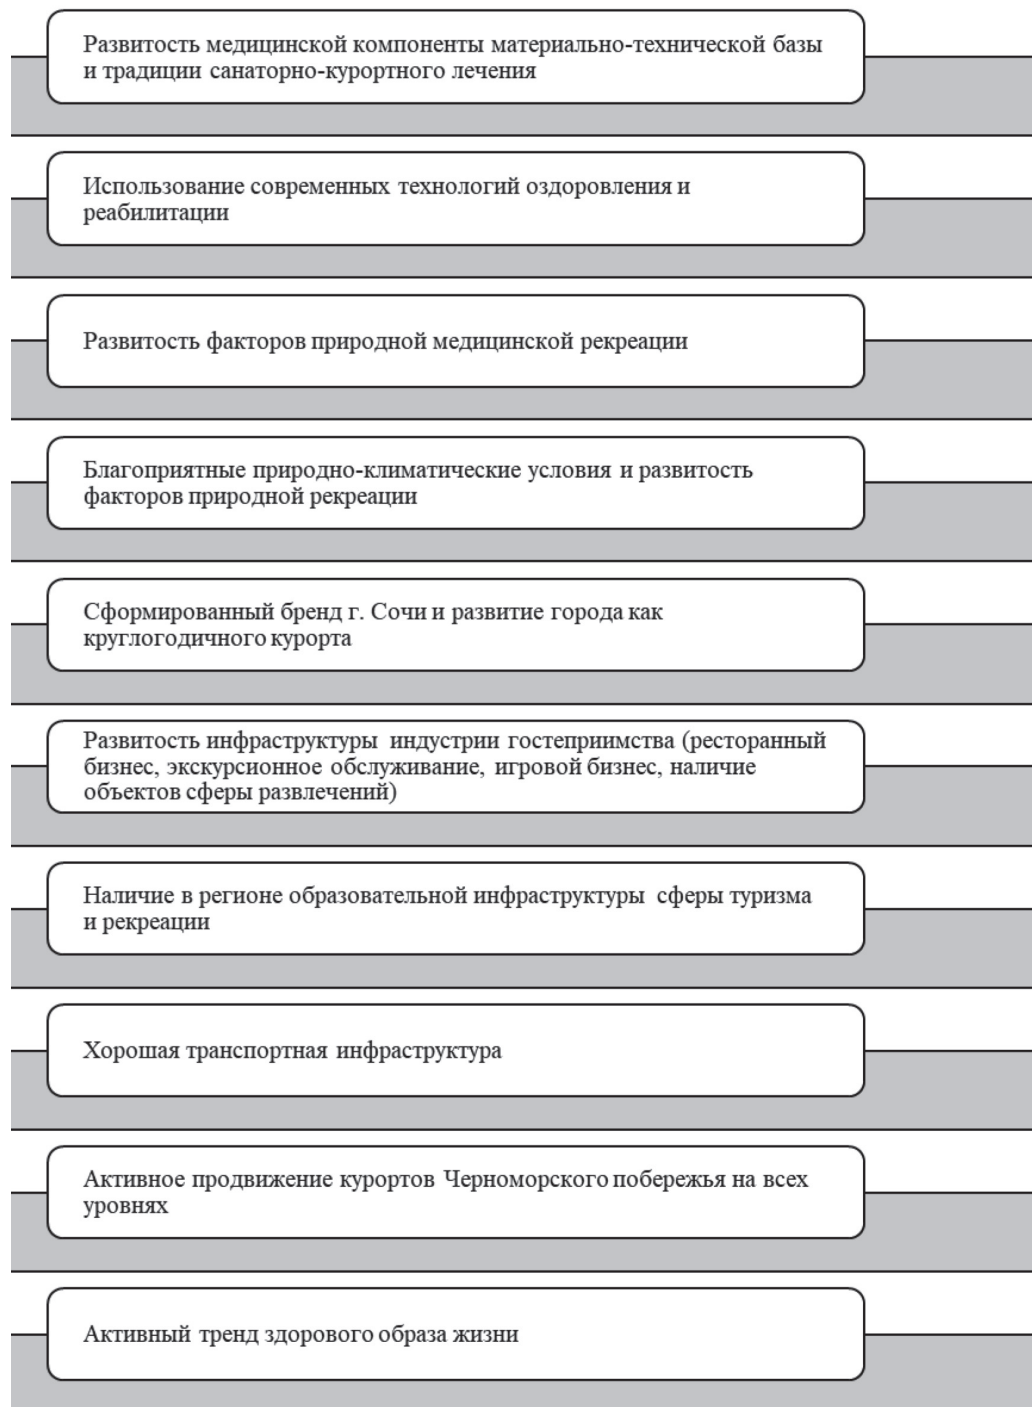 Развитость медицинской компоненты материально-технической базы
и традиции санаторно-курортного лечения
Использование современных технологий оздоровления и
реабилитации
Развитость факторов природной медицинской рекреации
Благоприятные природно-климатические условия и развитость
факторов природной рекреации
Сформированный бренд г. Сочи и развитие города как
круглогодичного курорта
Развитость инфраструктуры индустрии гостеприимства (ресторанный
бизнес, экскурсионное обслуживание, игровой бизнес, наличие
объектов сферы развлечений)
Наличие в регионе образовательной инфраструктуры сферы туризма
и рекреации
Хорошая транспортная инфраструктура
Активное продвижение курортов Черноморского побережья на всех
уровнях
Активный тренд здорового образа жизни